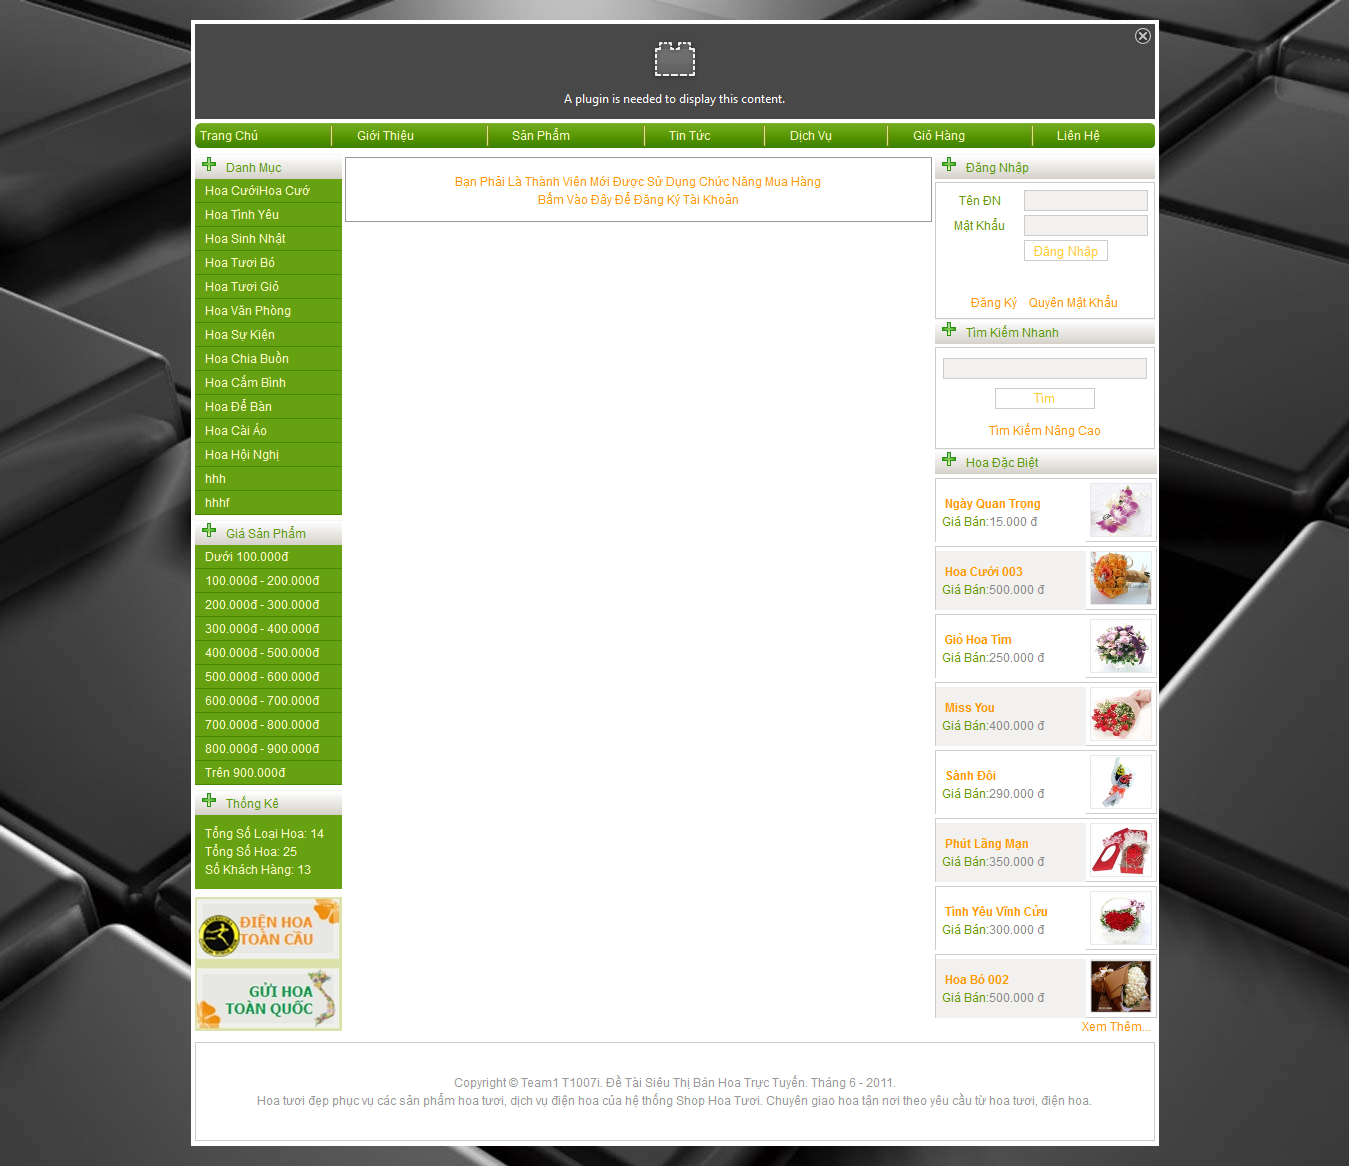 A plugin is needed to display this content.
Trang Chủ
Giới Thiệu
Sản Phẩm
Tin Tức
Dịch Vụ
Giỏ Hàng
Liên Hệ
Danh Mục
Hoa CướiHoa Cướ
Hoa Tình Yêu
Hoa Sinh Nhật
Hoa Tươi Bó
Hoa Tươi Giỏ
Hoa Văn Phòng
Hoa Sự Kiện
Hoa Chia Buồn
Hoa Cắm Bình
Hoa Để Bàn
Hoa Cài Áo
Hoa Hội Nghị
hhh
hhhf
Giá Sản Phẩm
Dưới 100.000đ
100.000đ - 200.000đ
200.000đ - 300.000đ
300.000đ - 400.000đ
400.000đ - 500.000đ
500.000đ - 600.000đ
600.000đ - 700.000đ
700.000đ - 800.000đ
800.000đ - 900.000đ
Trên 900.000đ
Thống Kê
Tổng Số Loại Hoa: 14
Tổng Số Hoa: 25
Số Khách Hàng: 13
ĐIỆN HOA
TOÀN CẦU
GỬI HOA
TOÀN QUỐC
Bạn Phải Là Thành Viên Mới Được Sử Dụng Chức Năng Mua Hàng
Bấm Vào Đây Để Đăng Ký Tài Khoản
Đăng Nhập
Tên ĐN
Mật Khẩu
Đăng Nhập
Đăng Ký Quyên Mật Khẩu
Tìm Kiếm Nhanh
Tìm
Tìm Kiếm Nâng Cao
Hoa Đặc Biệt
Ngày Quan Trọng
Giá Bán:15.000 đ
Hoa Cưới 003
Giá Bán:500.000 đ
Giỏ Hoa Tím
Giá Bán:250.000 đ
Miss You
Giá Bán:400.000 đ
Sánh Đôi
Giá Bán:290.000 đ
Phút Lãng Mạn
Giá Bán:350.000 đ
Tình Yêu Vĩnh Cửu
Giá Bán:300.000 đ
Hoa Bó 002
Giá Bán:500.000 đ
Xem Thêm...
Copyright © Team1 T1007i. Đề Tài Siêu Thị Bán Hoa Trực Tuyến. Tháng 6 - 2011.
Hoa tươi đẹp phục vụ các sản phẩm hoa tươi, dịch vụ điện hoa của hệ thống Shop Hoa Tươi. Chuyên giao hoa tận nơi theo yêu cầu từ hoa tươi, điện hoa.